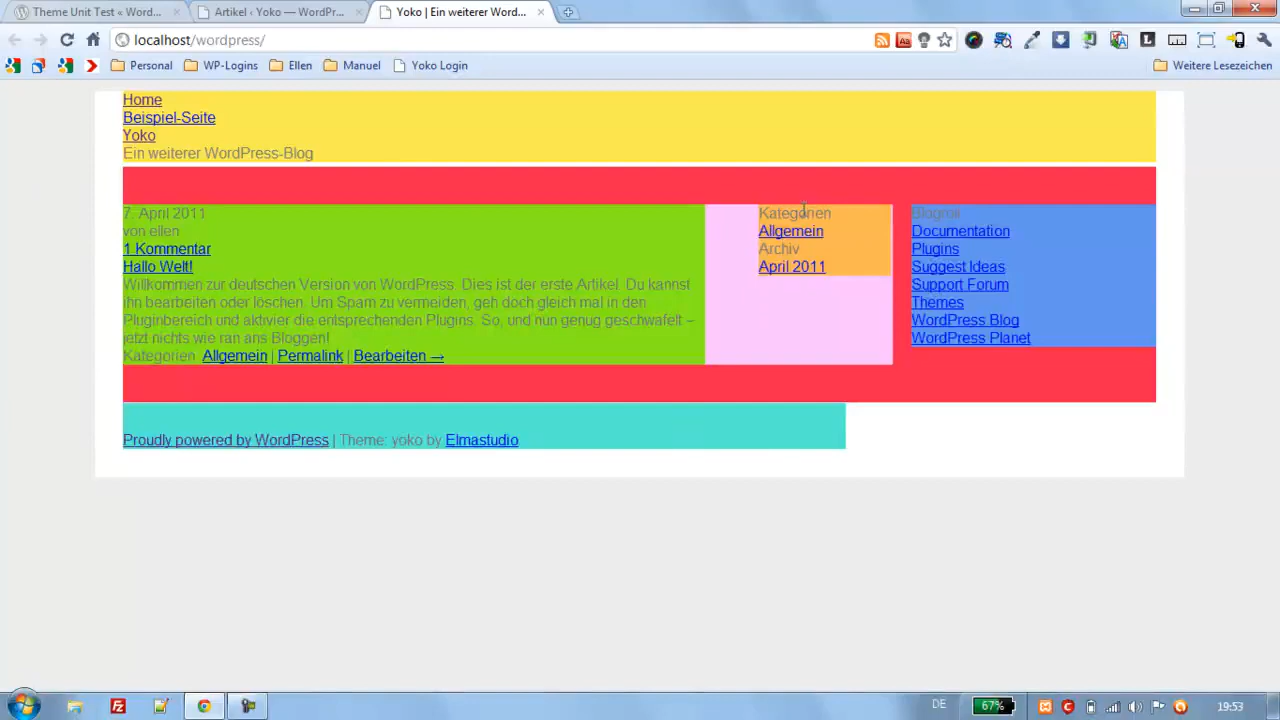 Theme Unit Test « Word...
Artikel ‹ Yoko — WordPr...
Yoko | Ein weiterer Word...
localhost/wordpress/
Personal
WP-Logins
Ellen
Manuel
Yoko Login
Weitere Lesezeichen
Home
Beispiel-Seite
Yoko
Ein weiterer WordPress-Blog
7. April 2011
von ellen
1 Kommentar
Hallo Welt!
Willkommen zur deutschen Version von WordPress. Dies ist der erste Artikel. Du kannst
ihn bearbeiten oder löschen. Um Spam zu vermeiden, geh doch gleich mal in den
Pluginbereich und aktivier die entsprechenden Plugins. So, und nun genug geschwafelt –
jetzt nichts wie ran ans Bloggen!
Kategorien Allgemein | Permalink | Bearbeiten →
Kategorien
Allgemein
Archiv
April 2011
Blogroll
Documentation
Plugins
Suggest Ideas
Support Forum
Themes
WordPress Blog
WordPress Planet
Proudly powered by WordPress | Theme: yoko by Elmastudio
DE
67%
19:53